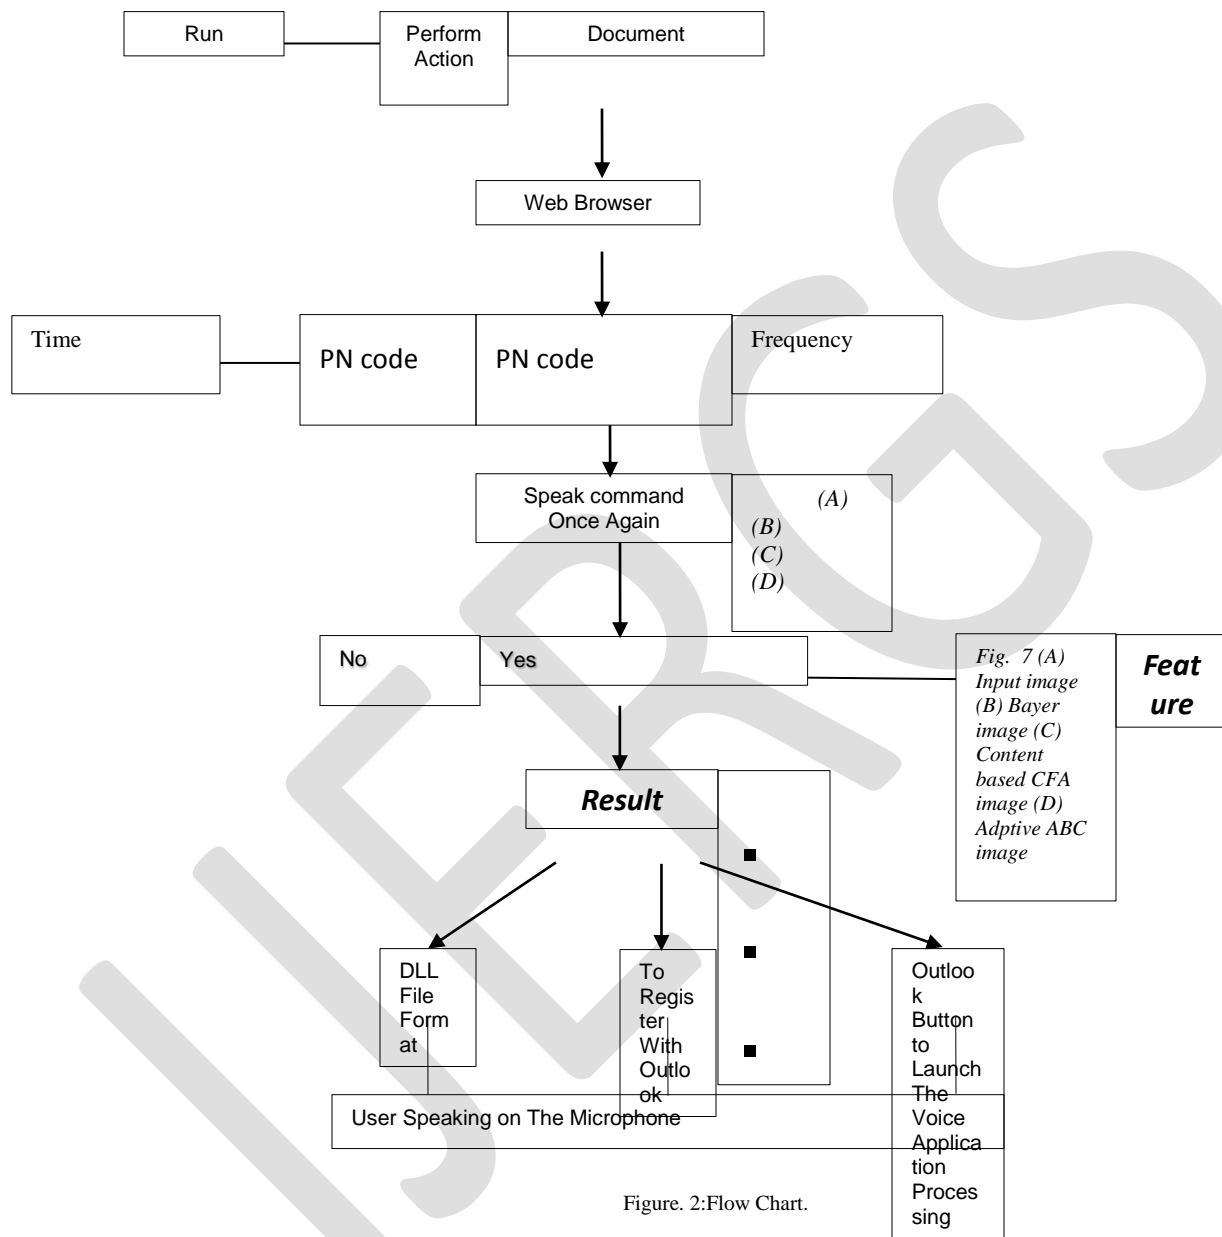 Run
Perform
Action
Document
Web Browser
Time
PN code
PN code
Frequency
Speak command
Once Again
(A)
(B)
(C)
(D)
No
Yes
Fig. 7 (A)
Input image
(B) Bayer
image (C)
Content
based CFA
image (D)
Adptive ABC
image
Feat
ure
Result
DLL
File
Form
at
To
Regis
ter
With
Outlo
ok
Outloo
k
Button
to
Launch
The
Voice
Applica
tion
Proces
sing
User Speaking on The Microphone
Figure. 2:Flow Chart.
IJERGS